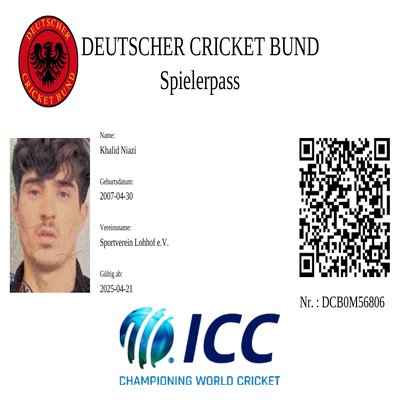 DEUTSCHER
CRICKET BUND
DEUTSCHER CRICKET BUND
Spielerpass
Name:
Khalid Niazi
Geburtsdatum:
2007-04-30
Vereinsname:
Sportverein Lohhof e.V.
Gültig ab:
2025-04-21
Nr. : DCB0M56806
ICC
CHAMPIONING WORLD CRICKET